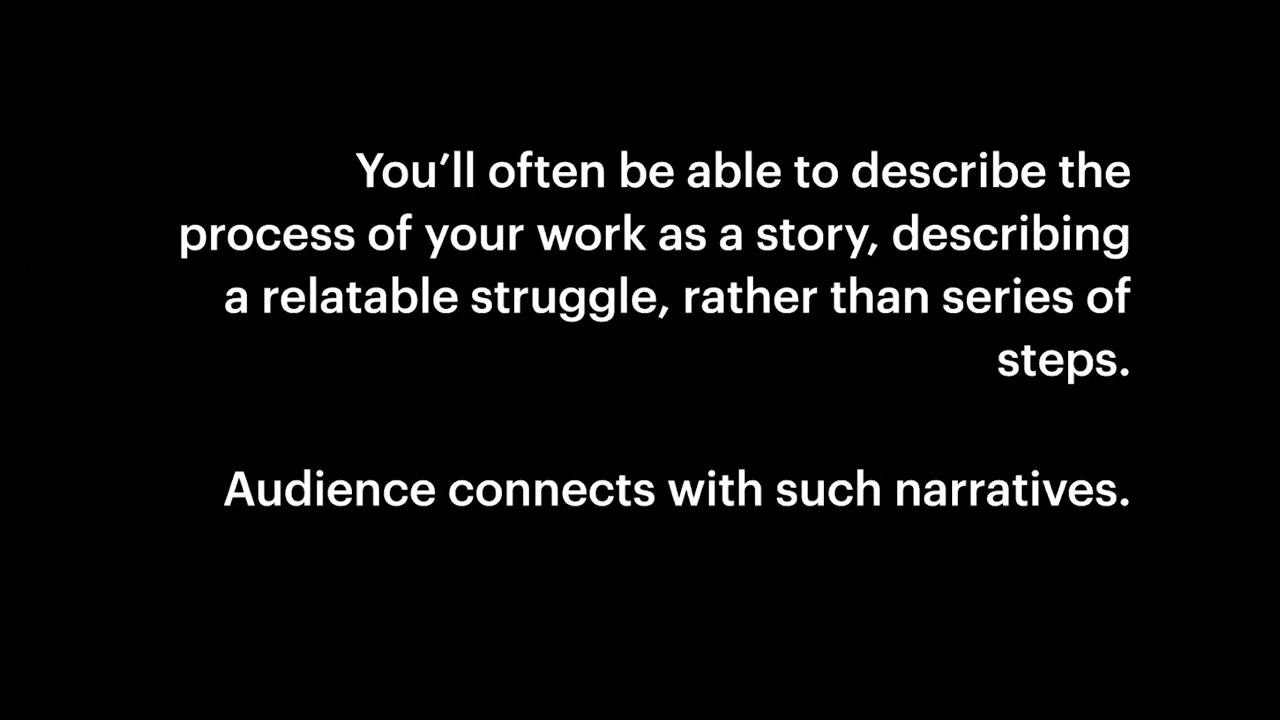 You’ll often be able to describe the
process of your work as a story, describing
a relatable struggle, rather than series of
steps.
Audience connects with such narratives.